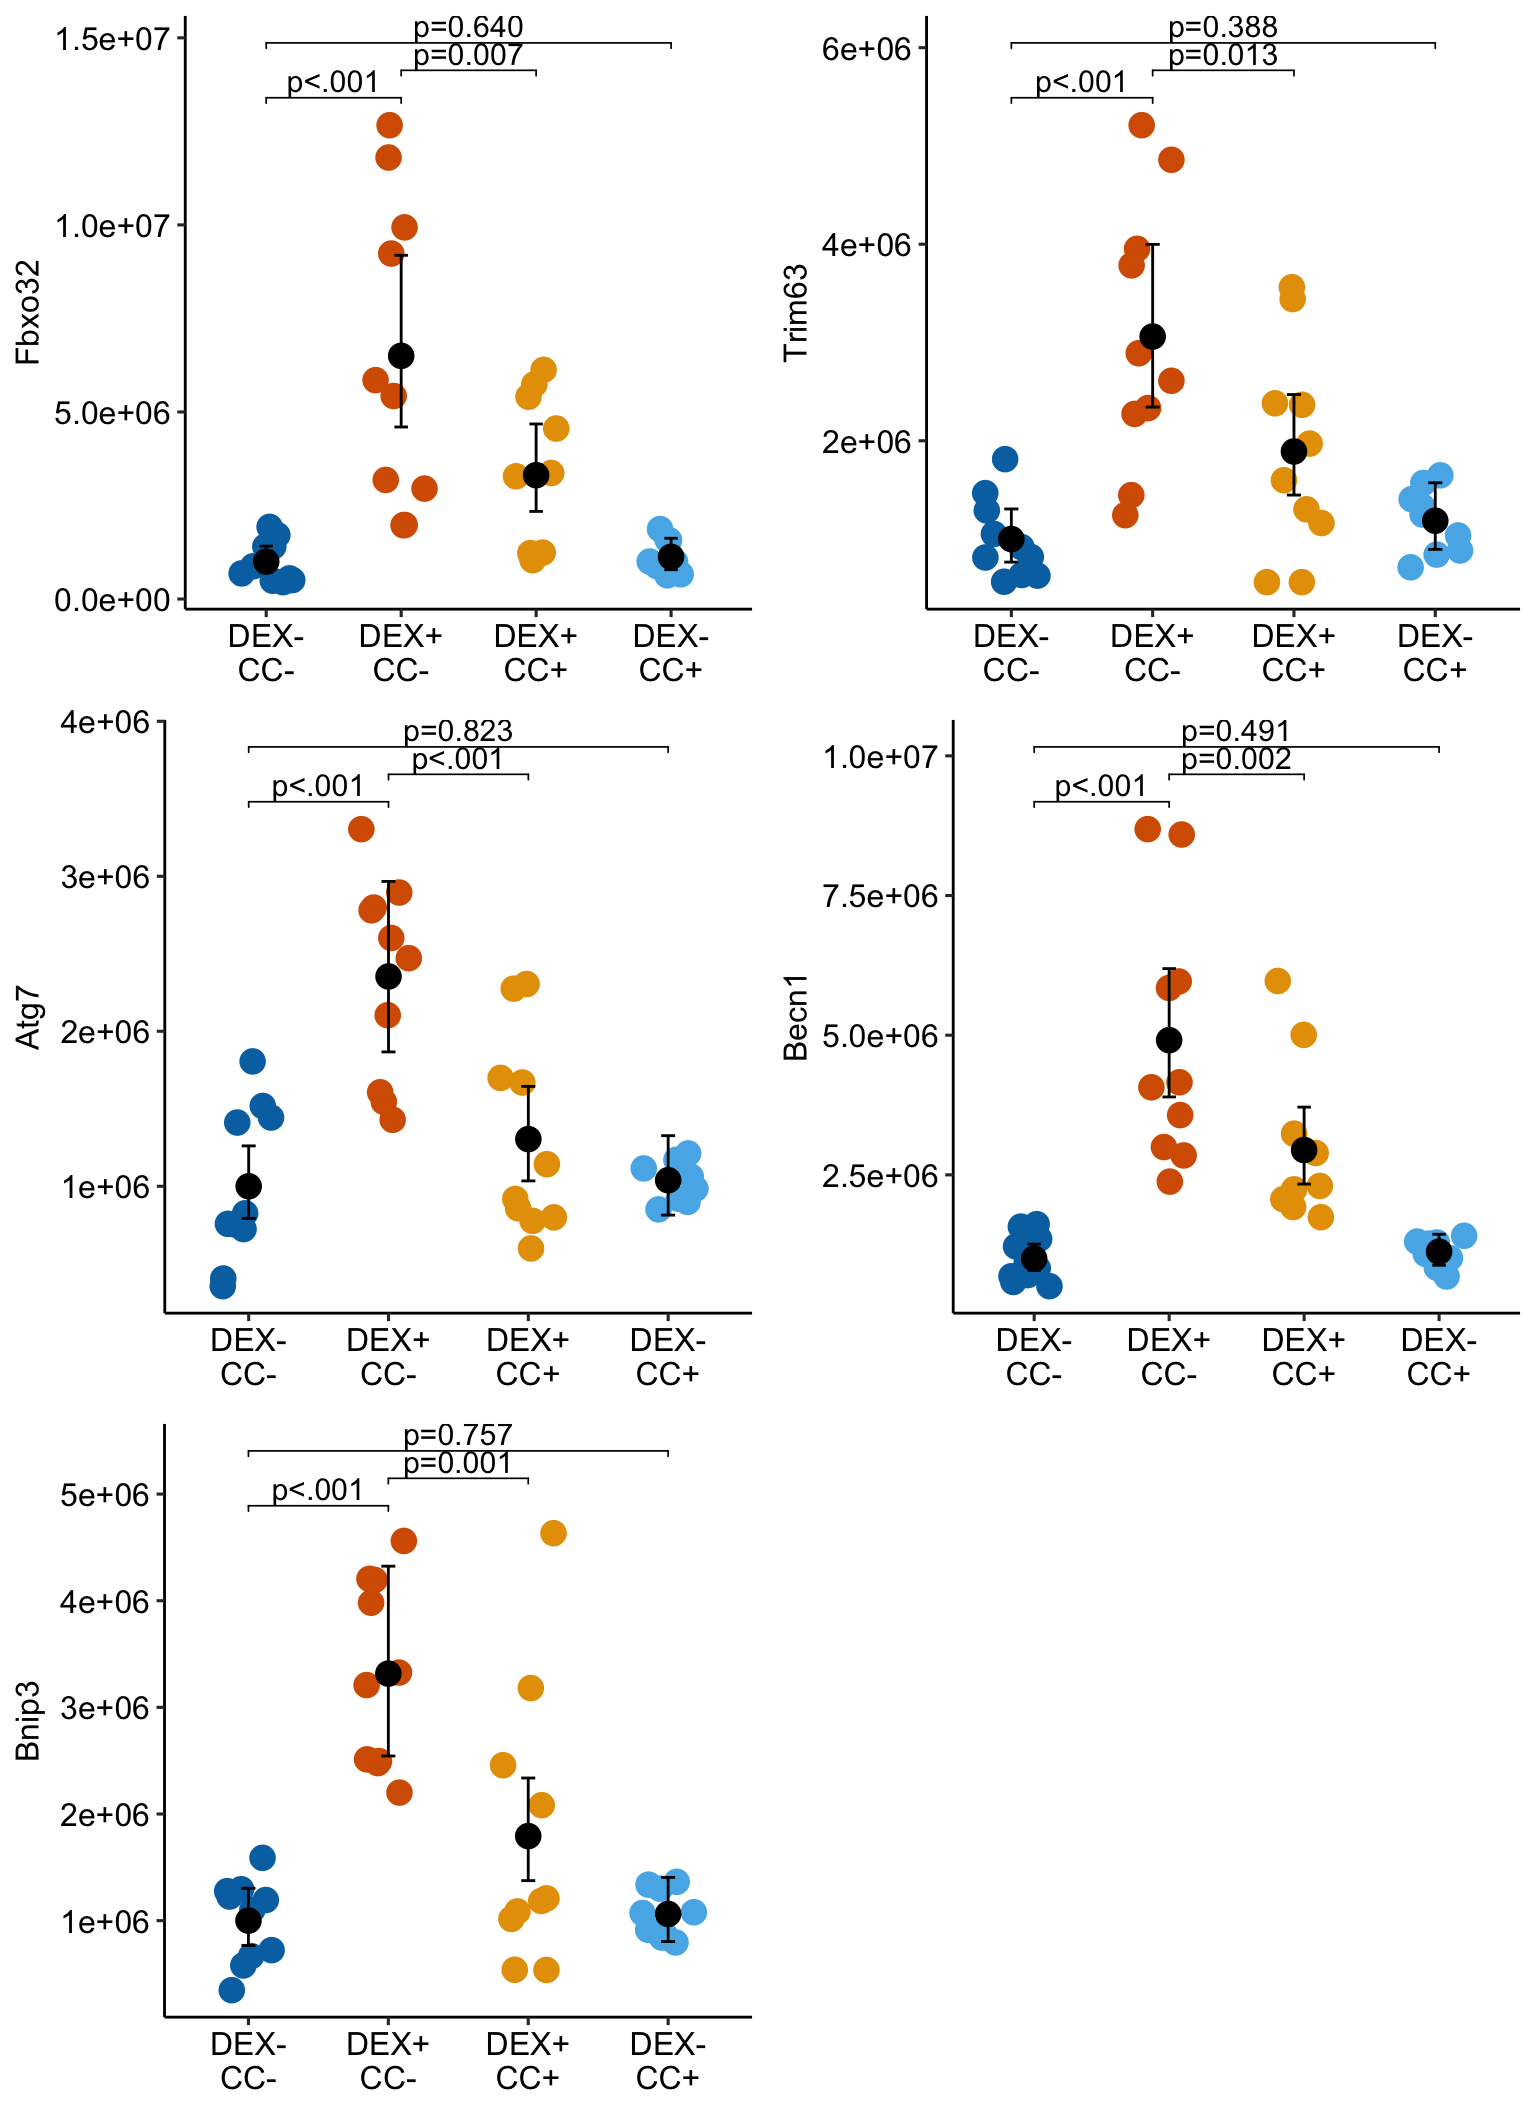 p=0.640
p=0.007
p<.001
1.5e+07
1.0e+07
5.0e+06
0.0e+00
Fbxo32
DEX- DEX+ DEX+ DEX-
CC- CC- CC+ CC+
p=0.388
p=0.013
p<.001
6e+06
4e+06
2e+06
Trim63
DEX- DEX+ DEX+ DEX-
CC- CC- CC+ CC+
p=0.823
p<.001
p<.001
4e+06
3e+06
2e+06
1e+06
Atg7
DEX- DEX+ DEX+ DEX-
CC- CC- CC+ CC+
p=0.491
p=0.002
p<.001
1.0e+07
7.5e+06
5.0e+06
2.5e+06
Becn1
DEX- DEX+ DEX+ DEX-
CC- CC- CC+ CC+
p=0.757
p=0.001
p<.001
5e+06
4e+06
3e+06
2e+06
1e+06
Bnip3
DEX- DEX+ DEX+ DEX-
CC- CC- CC+ CC+